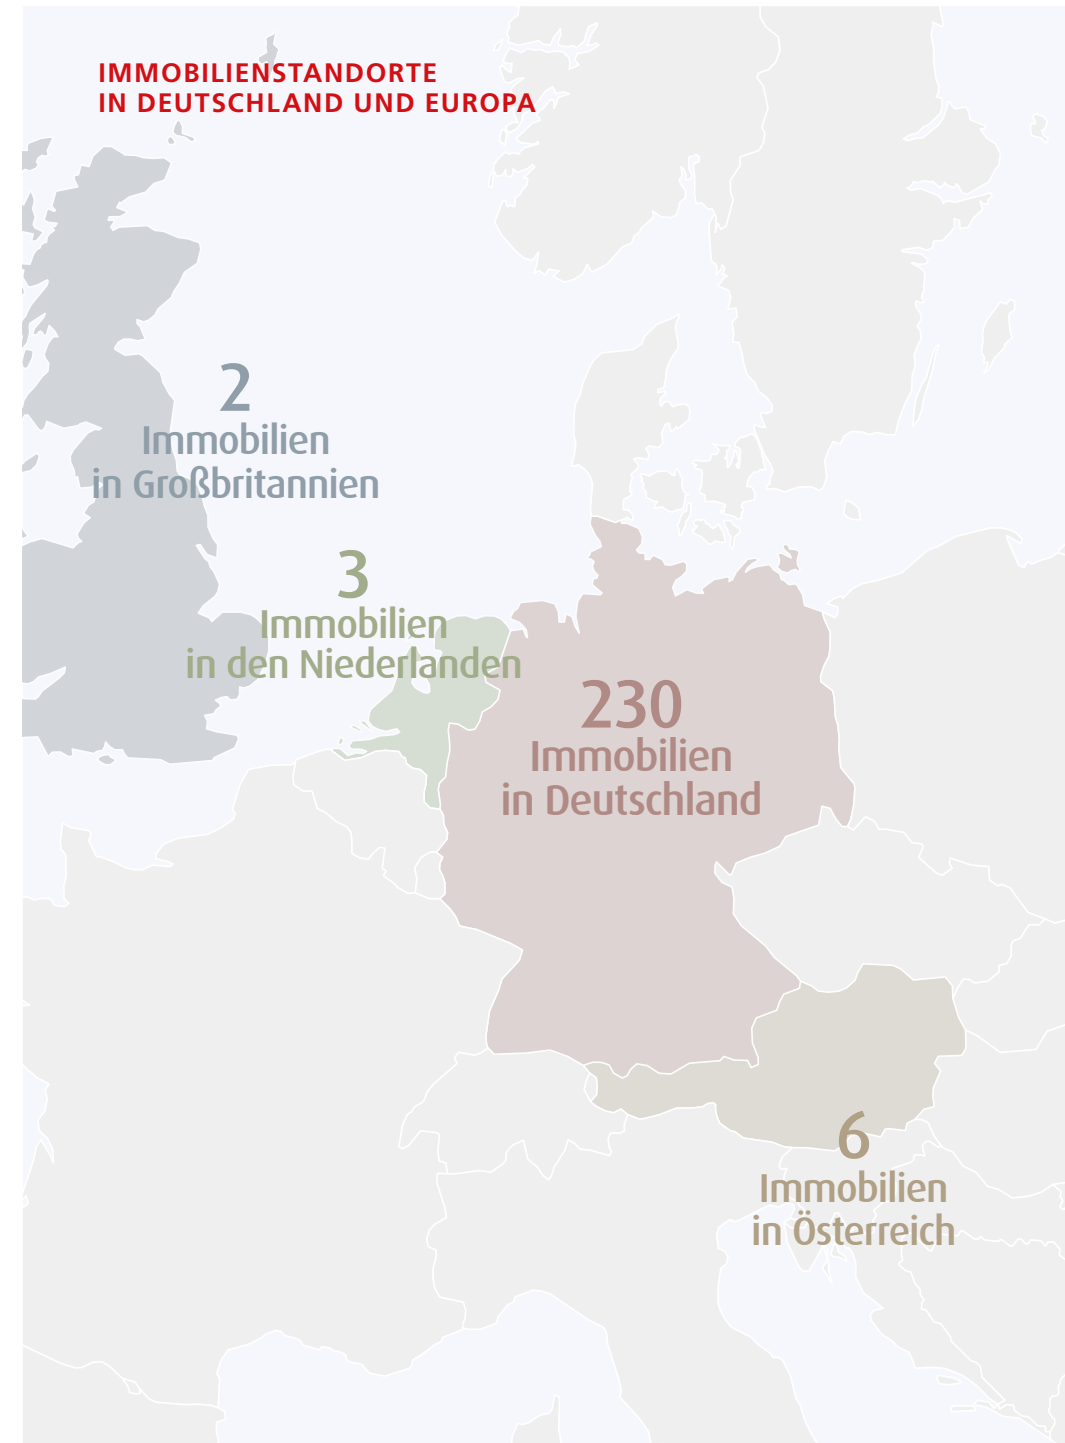 IMMOBILIENSTANDORTE
IN DEUTSCHLAND UND EUROPA
2
Immobilien
in Großbritannien
3
Immobilien
in den Niederlanden
230
Immobilien
in Deutschland
6
Immobilien
in Österreich